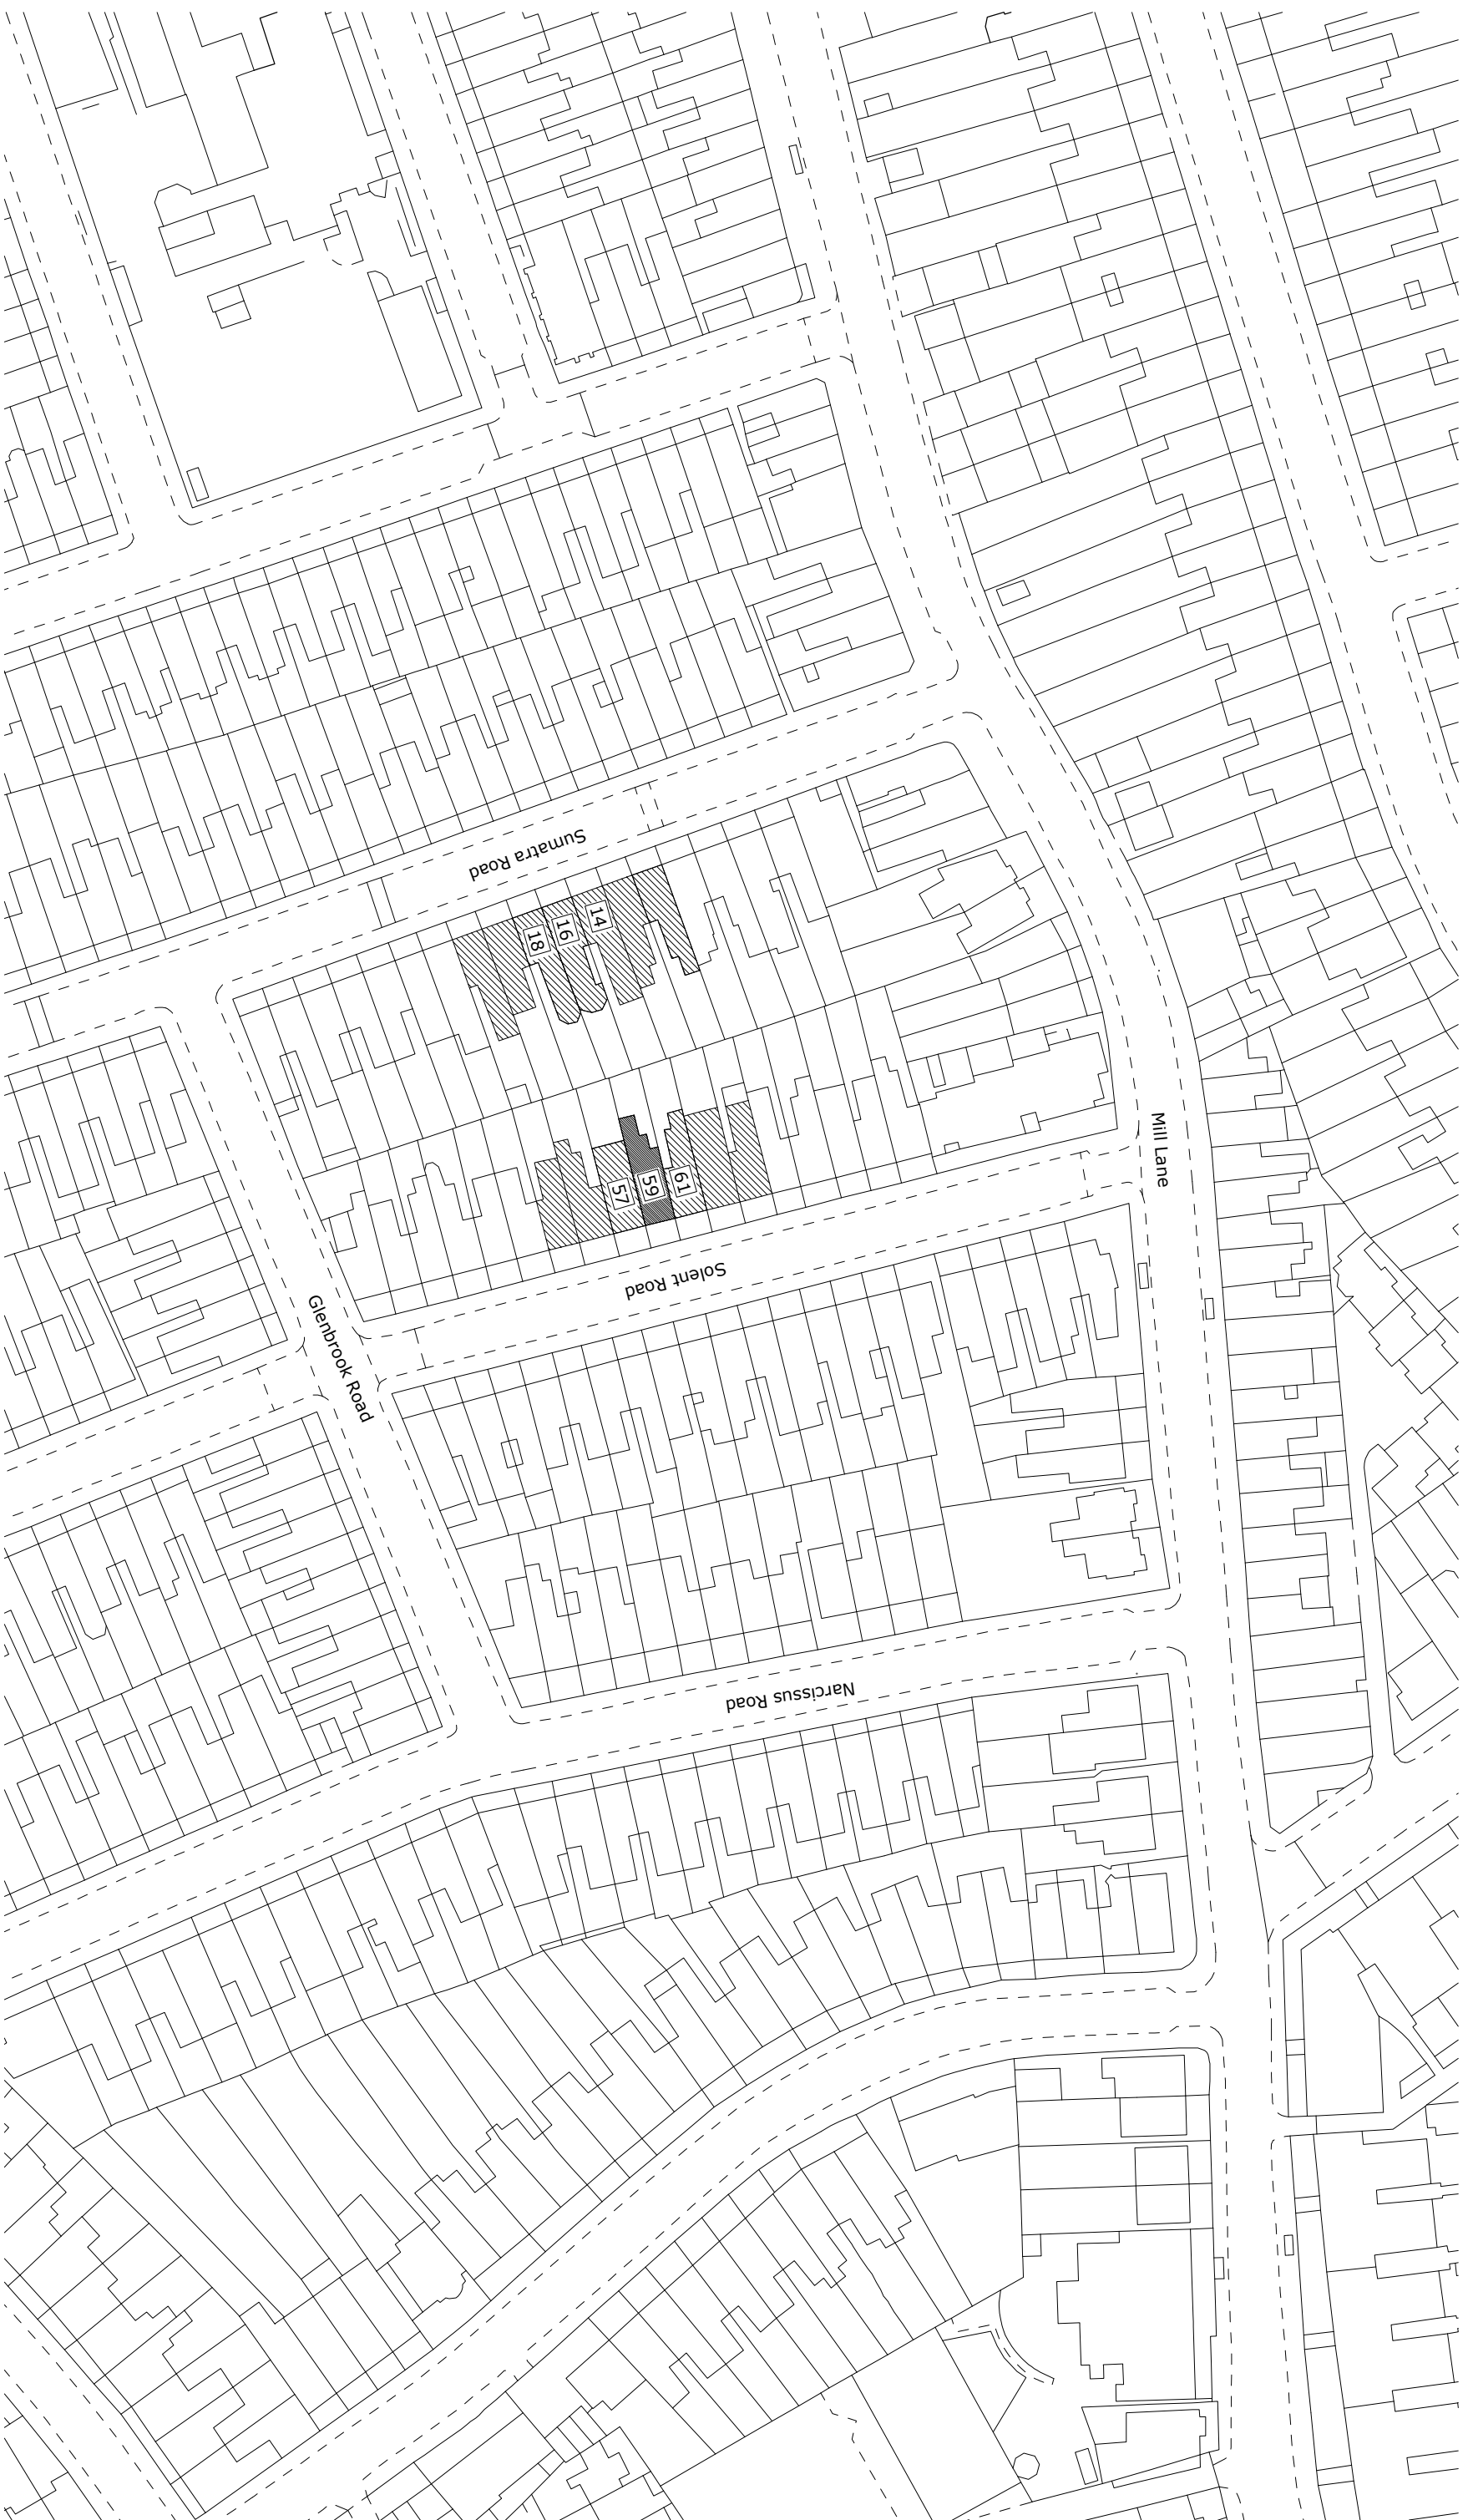 Sumatra Road
18
16
14
Mill Lane
57
59
61
Solent Road
Glenbrook Road
Narcissus Road